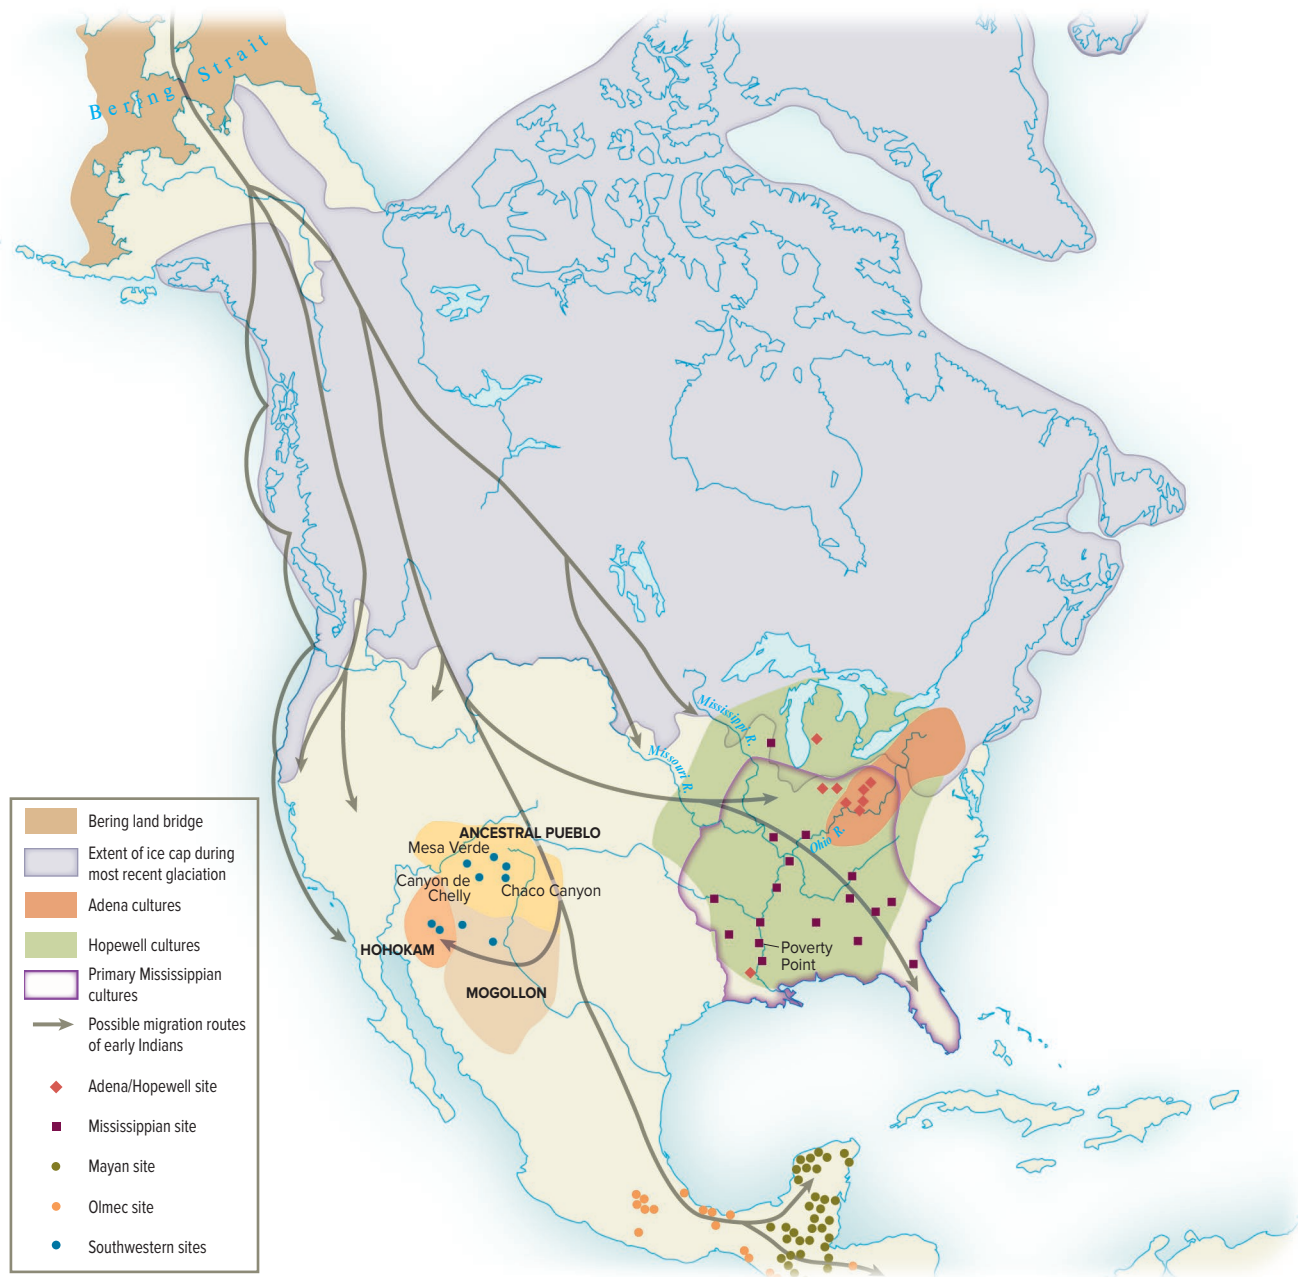 Bering Strait
Mississippi R.
Missouri R.
Ohio R.
ANCESTRAL PUEBLO
Mesa Verde
Canyon de
Chelly
Chaco Canyon
HOHOKAM
MOGOLLON
Poverty
Point
Bering land bridge
Extent of ice cap during
most recent glaciation
Adena cultures
Hopewell cultures
Primary Mississippian
cultures
Possible migration routes
of early Indians
Adena/Hopewell site
Mississippian site
Mayan site
Olmec site
Southwestern sites